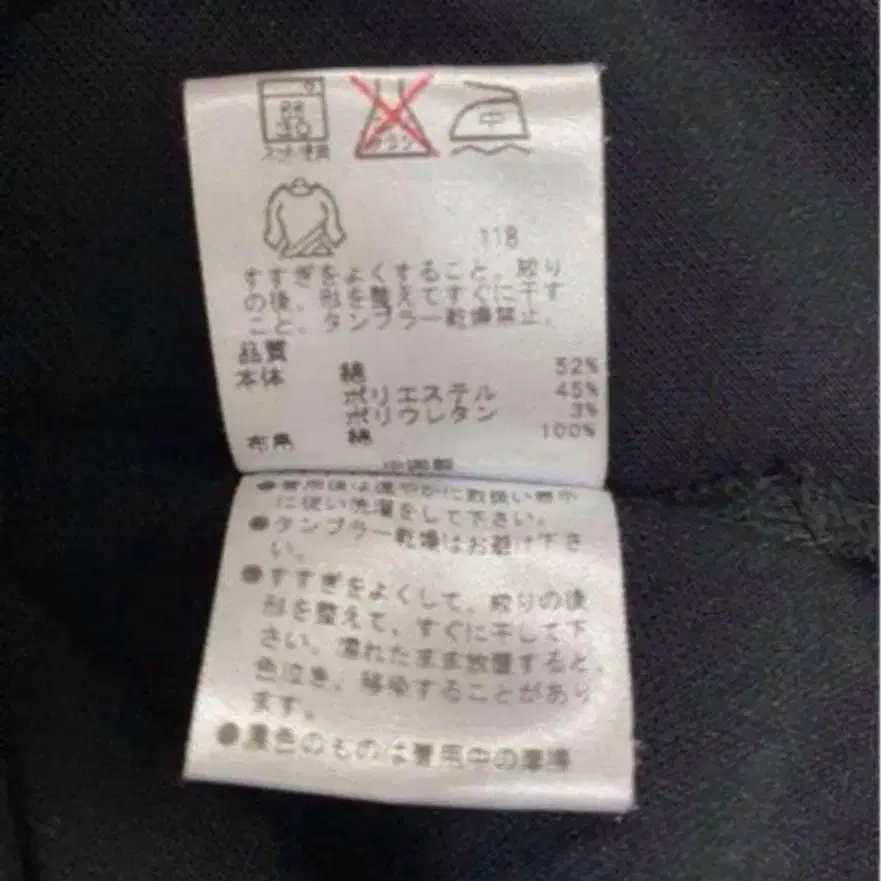 中
ネット使用
118
すすぎをよくすること、絞り
の後、形を整えてすぐに干す
こと、タンブラー乾燥禁止。
品質
本体 綿 52%
ポリエステル 45%
ポリウレタン 3%
布帛 綿 100%
中国製
に従い洗濯をして下さい。
●タンブラー乾燥はお避け下さ
い。
●すすぎをよくして、絞りの後
形を整えて、すぐに干して下
さい。濡れたまま放置すると、
色泣き、移染することがあり
ます。
●濃色のものは着用中の摩擦